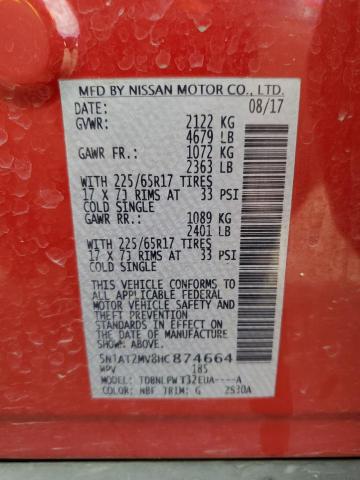 MFD BY NISSAN MOTOR CO., LTD.
DATE: 08/17
GVWR: 2122 KG
4679 LB
GAWR FR: 1072 KG
2363 LB
WITH 225/65R17 TIRES
17 X 7J RIMS AT 33 PSI
COLD SINGLE
GAWR RR: 1089 KG
2401 LB
WITH 225/65R17 TIRES
17 X 7J RIMS AT 33 PSI
COLD SINGLE
THIS VEHICLE CONFORMS TO
ALL APPLICABLE FEDERAL
MOTOR VEHICLE SAFETY AND
THEFT PREVENTION
STANDARDS IN EFFECT ON
THE DATE OF MANUFACTURE
SHOWN ABOVE.
5N1AT2MV8HC874664
MPV 185
MODEL: TDBNLPW T32EUA----A
COLOR: NBF TRIM: G 2S30A